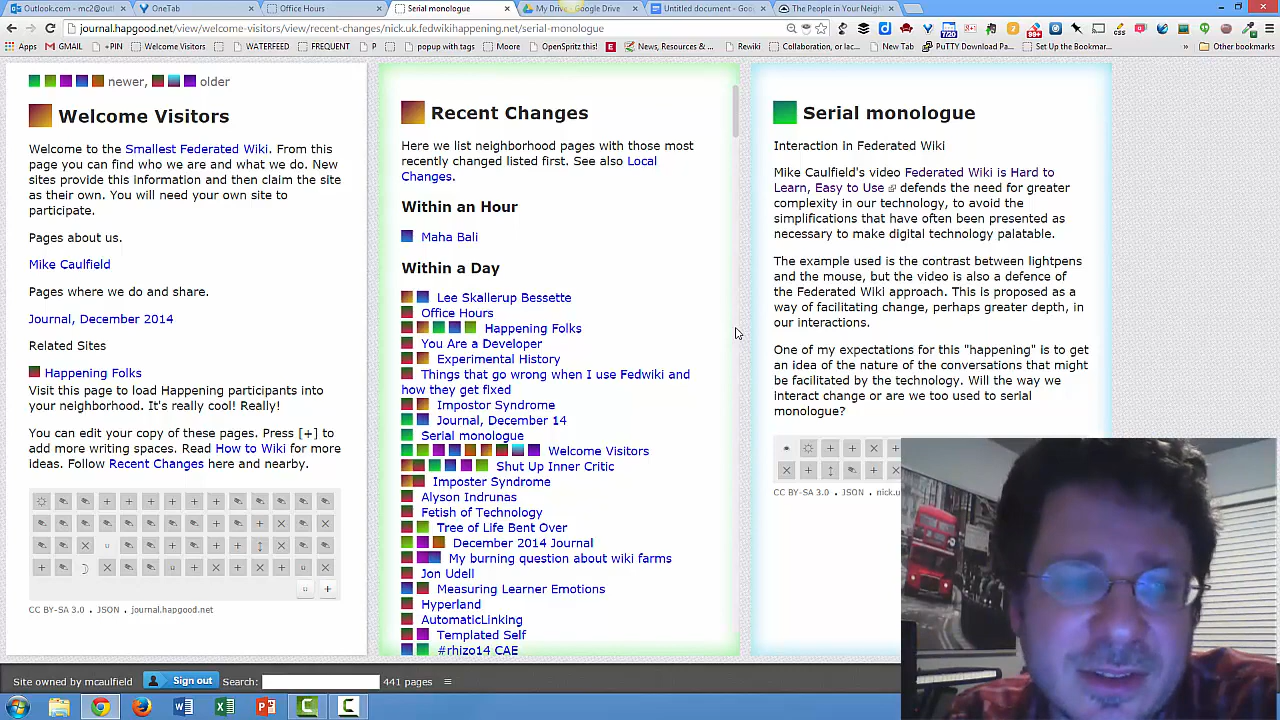 Outlook.com - mc2@outl
OneTab
Office Hours
Serial monologue
My Drive - Google Drive
Untitled document - Goo
The People in Your Neigh
journal.hapgood.net/view/welcome-visitors/view/recent-changes/nick.uk.fedwikihappening.net/serial-monologue
Apps
GMAIL
+PIN
Welcome Visitors
WATERFEED
FREQUENT
P
popup with tags
Moore
OpenSpritz this!
News, Resources &...
Rewiki
Collaboration, or lac...
New Tab
PuTTY Download Pa...
Set Up the Bookmar...
»
Other bookmarks
newer, older
Welcome Visitors
Welcome to the Smallest Federated Wiki. From this
page you can find who we are and what we do. New
sites provide this information and then claim the site
as their own. You will need your own site to
participate.
Pages about us.
Mike Caulfield
Pages where we do and share.
Journal, December 2014
Related Sites
Happening Folks
Visit this page to load Happening participants into
your neighborhood. It's really cool! Really!
You can edit your copy of these pages. Press [+] to
add more writing spaces. Read How to Wiki for more
ideas. Follow Recent Changes here and nearby.
CC BY-SA 3.0 . JSON . journal.hapgood.net
Recent Changes
Here we list neighborhood pages with those most
recently changed listed first. See also Local
Changes.
Within an Hour
Maha Bali
Within a Day
Lee Skallerup Bessette
Office Hours
Happening Folks
You Are a Developer
Experimental History
Things that go wrong when I use Fedwiki and
how they get fixed
Impostor Syndrome
Journal, December 14
Serial monologue
Welcome Visitors
Shut Up Inner Critic
Imposter Syndrome
Alyson Indrunas
Fetish of Technology
Tree of Life Bent Over
December 2014 Journal
My burning question about wiki farms
Jon Udell
Measuring Learner Emotions
Hyperland
AutomaticLinking
Templated Self
#rhizo14 CAE
Serial monologue
Interaction in Federated Wiki
Mike Caulfield's video Federated Wiki is Hard to
Learn, Easy to Use defends the need for greater
complexity in our technology, to avoid the
simplifications that have often been presented as
necessary to make digital technology palatable.
The example used is the contrast between lightpens
and the mouse, but the video is also a defence of
the Federated Wiki approach. This is proposed as a
way of facilitating change, perhaps greater depth, in
our interactions.
One of my expectations for this "happening" is to get
an idea of the nature of the conversations that might
be facilitated by the technology. Will the way we
interact change or are we too used to serial
monologue?
CC BY-SA 3.0 . JSON . nick.u
Site owned by mcaulfield
Sign out
Search:
441 pages